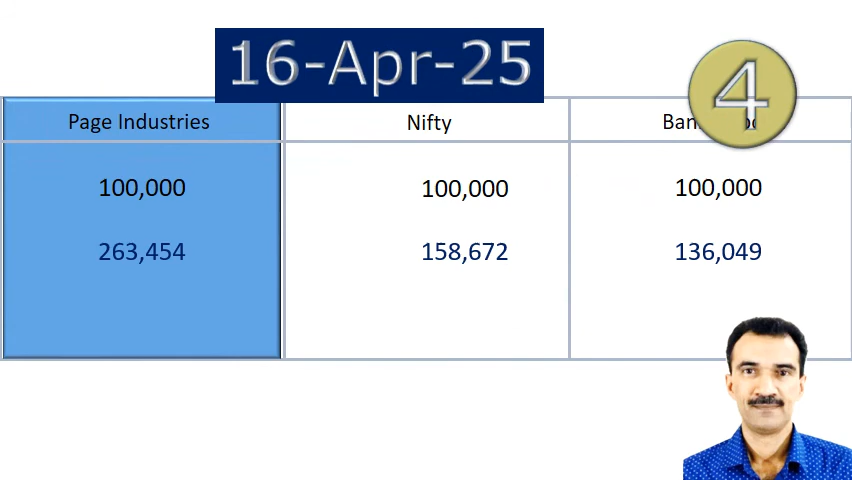 16-Apr-25
4
Page Industries Nifty
100,000 100,000 100,000
263,454 158,672 136,049